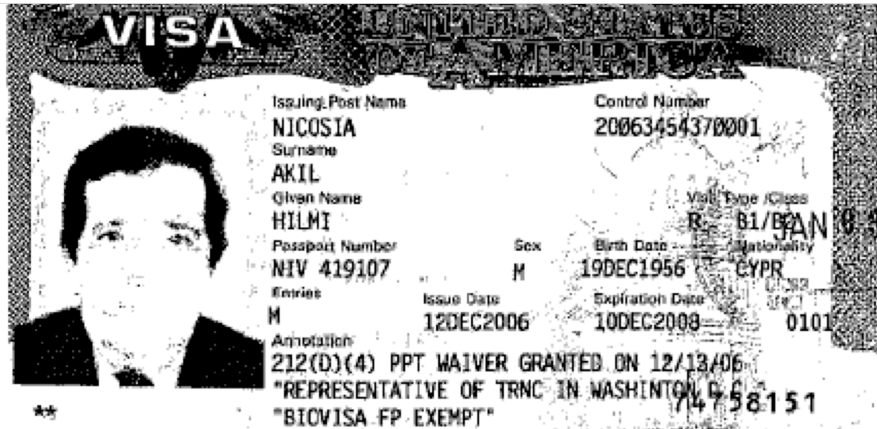 VISA UNITED STATES
OF AMERICA
Issuing Post Name Control Number
NICOSIA 20063454370001
Surname
AKIL
Given Name Visa Type /Class
HILMI R B1/B2 JAN
Passport Number Sex Birth Date Nationality
NIV 419107 M 19DEC1956 CYPR
Entries Issue Date Expiration Date
M 12DEC2006 10DEC2008 0101
Annotation
212(D)(4) PPT WAIVER GRANTED ON 12/13/06
"REPRESENTATIVE OF TRNC IN WASHINTON D.C."
74758151
"BIOVISA FP EXEMPT"
**